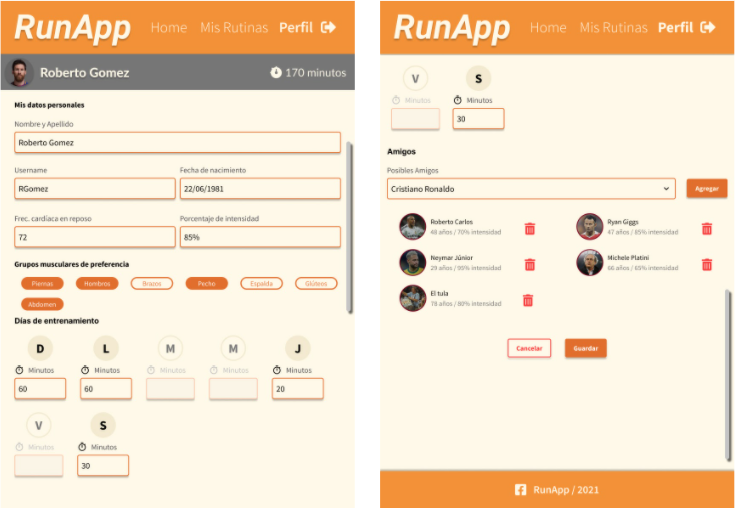 RunApp Home Mis Rutinas Perfil
Roberto Gomez 170 minutos
Mis datos personales
Nombre y Apellido
Roberto Gomez
Username Fecha de nacimiento
RGomez 22/06/1981
Frec. cardíaca en reposo Porcentaje de intensidad
72 85%
Grupos musculares de preferencia
Piernas Hombros Brazos Pecho Espalda Glúteos
Abdomen
Días de entrenamiento
D L M M J
Minutos Minutos Minutos Minutos Minutos
60 60 20
V S
Minutos Minutos
30
RunApp Home Mis Rutinas Perfil
V S
Minutos Minutos
30
Amigos
Posibles Amigos
Cristiano Ronaldo Agregar
Roberto Carlos Ryan Giggs
48 años / 70% intensidad 47 años / 85% intensidad
Neymar Júnior Michele Platini
29 años / 95% intensidad 66 años / 65% intensidad
El tula
78 años / 80% intensidad
Cancelar Guardar
RunApp / 2021